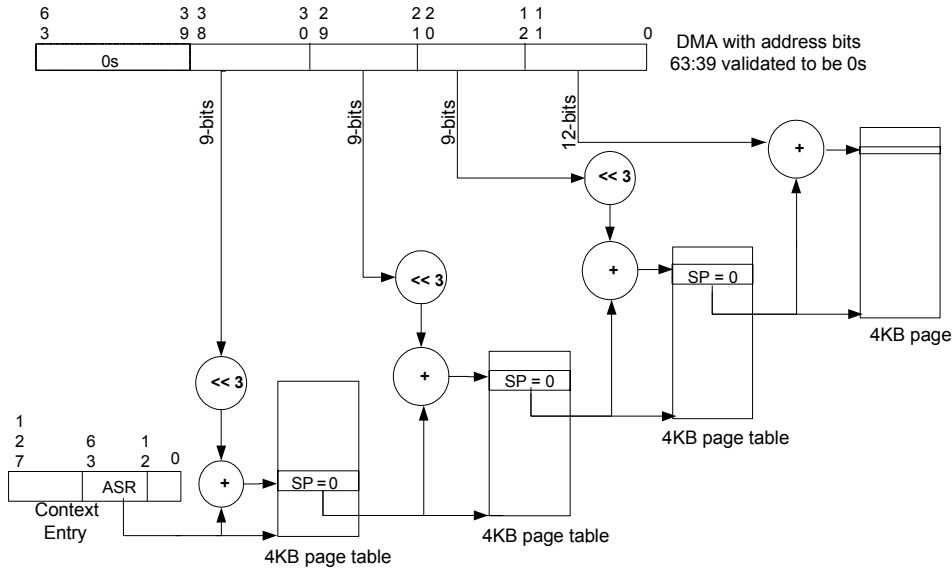 6 3 3 3 2 2 2 1 1
3 9 8 0 9 1 0 2 1 0
0s
DMA with address bits
63:39 validated to be 0s
9-bits
9-bits
9-bits
12-bits
+
<< 3
+
SP = 0
4KB page
<< 3
+
SP = 0
4KB page table
<< 3
1 6 1
2 3 2 0
7
ASR
+
SP = 0
Context
Entry
4KB page table
4KB page table